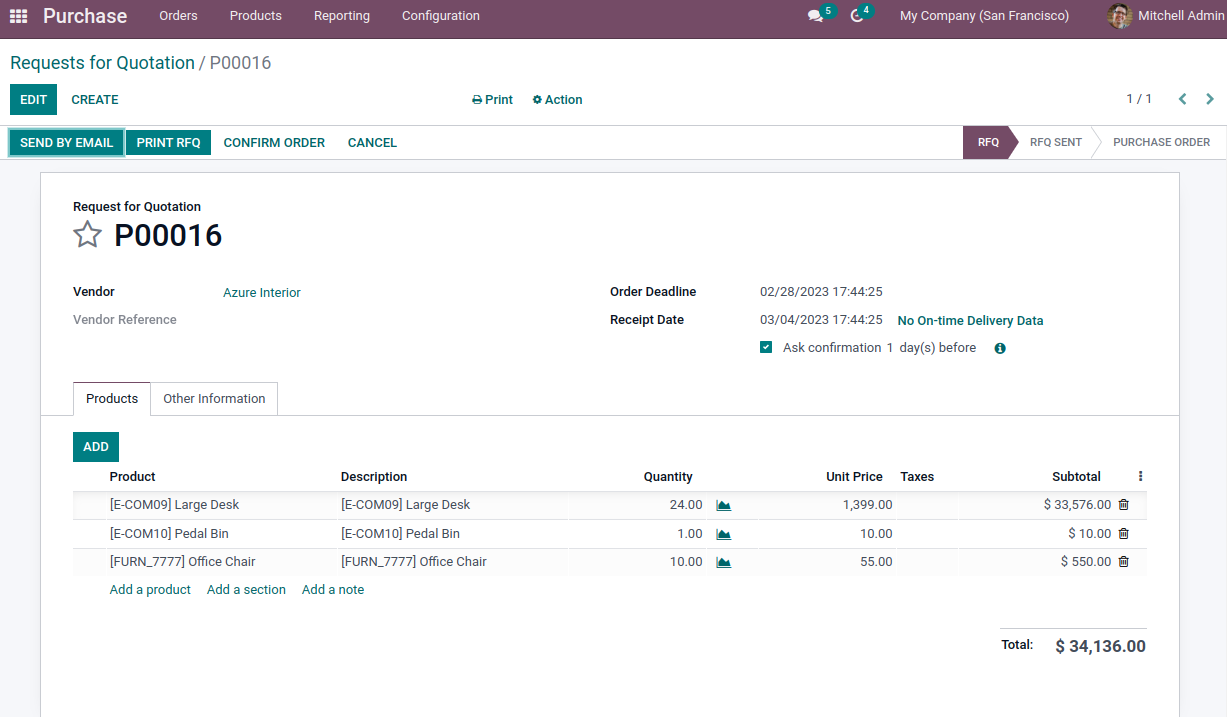 Purchase Orders Products Reporting Configuration 5 4 My Company (San Francisco) Mitchell Admin
Requests for Quotation / P00016
EDIT CREATE Print Action 1 / 1
SEND BY EMAIL PRINT RFQ CONFIRM ORDER CANCEL RFQ RFQ SENT PURCHASE ORDER
Request for Quotation
P00016
Vendor Azure Interior Order Deadline 02/28/2023 17:44:25
Vendor Reference Receipt Date 03/04/2023 17:44:25 No On-time Delivery Data
Ask confirmation 1 day(s) before
Products Other Information
ADD
Product Description Quantity Unit Price Taxes Subtotal
[E-COM09] Large Desk [E-COM09] Large Desk 24.00 1,399.00 $ 33,576.00
[E-COM10] Pedal Bin [E-COM10] Pedal Bin 1.00 10.00 $ 10.00
[FURN_7777] Office Chair [FURN_7777] Office Chair 10.00 55.00 $ 550.00
Add a product Add a section Add a note
Total: $ 34,136.00